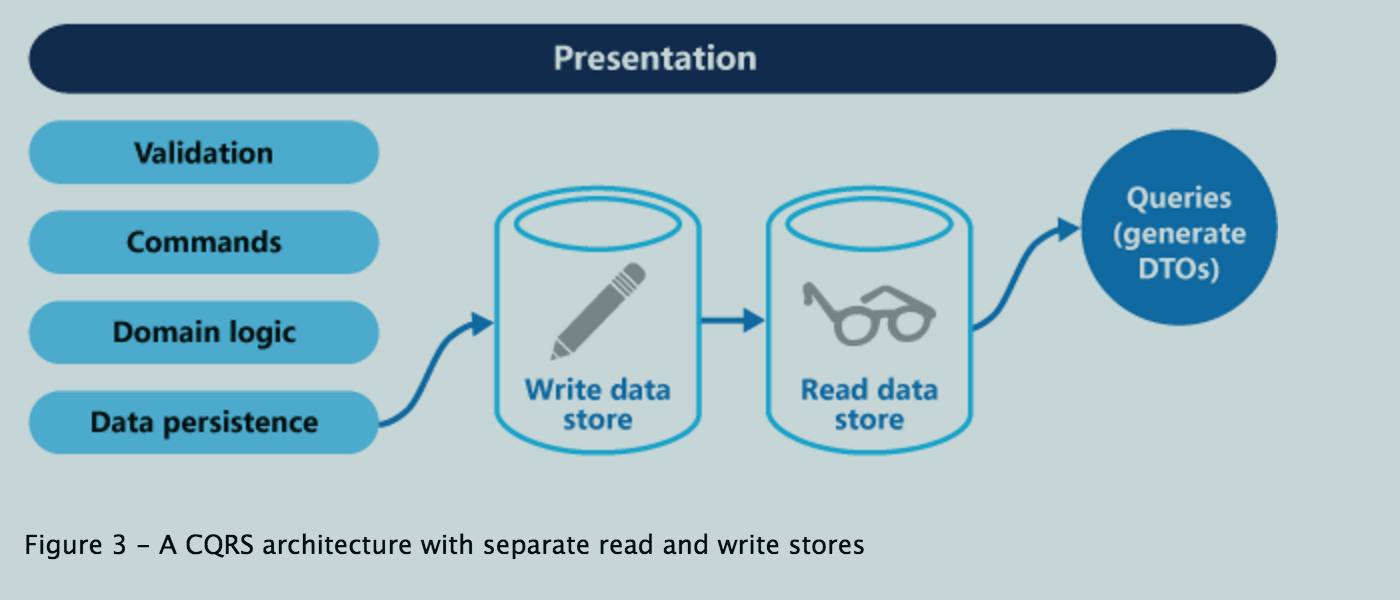 Presentation
Validation
Commands
Domain logic
Data persistence
Write data
store
Read data
store
Queries
(generate
DTOs)
Figure 3 – A CQRS architecture with separate read and write stores